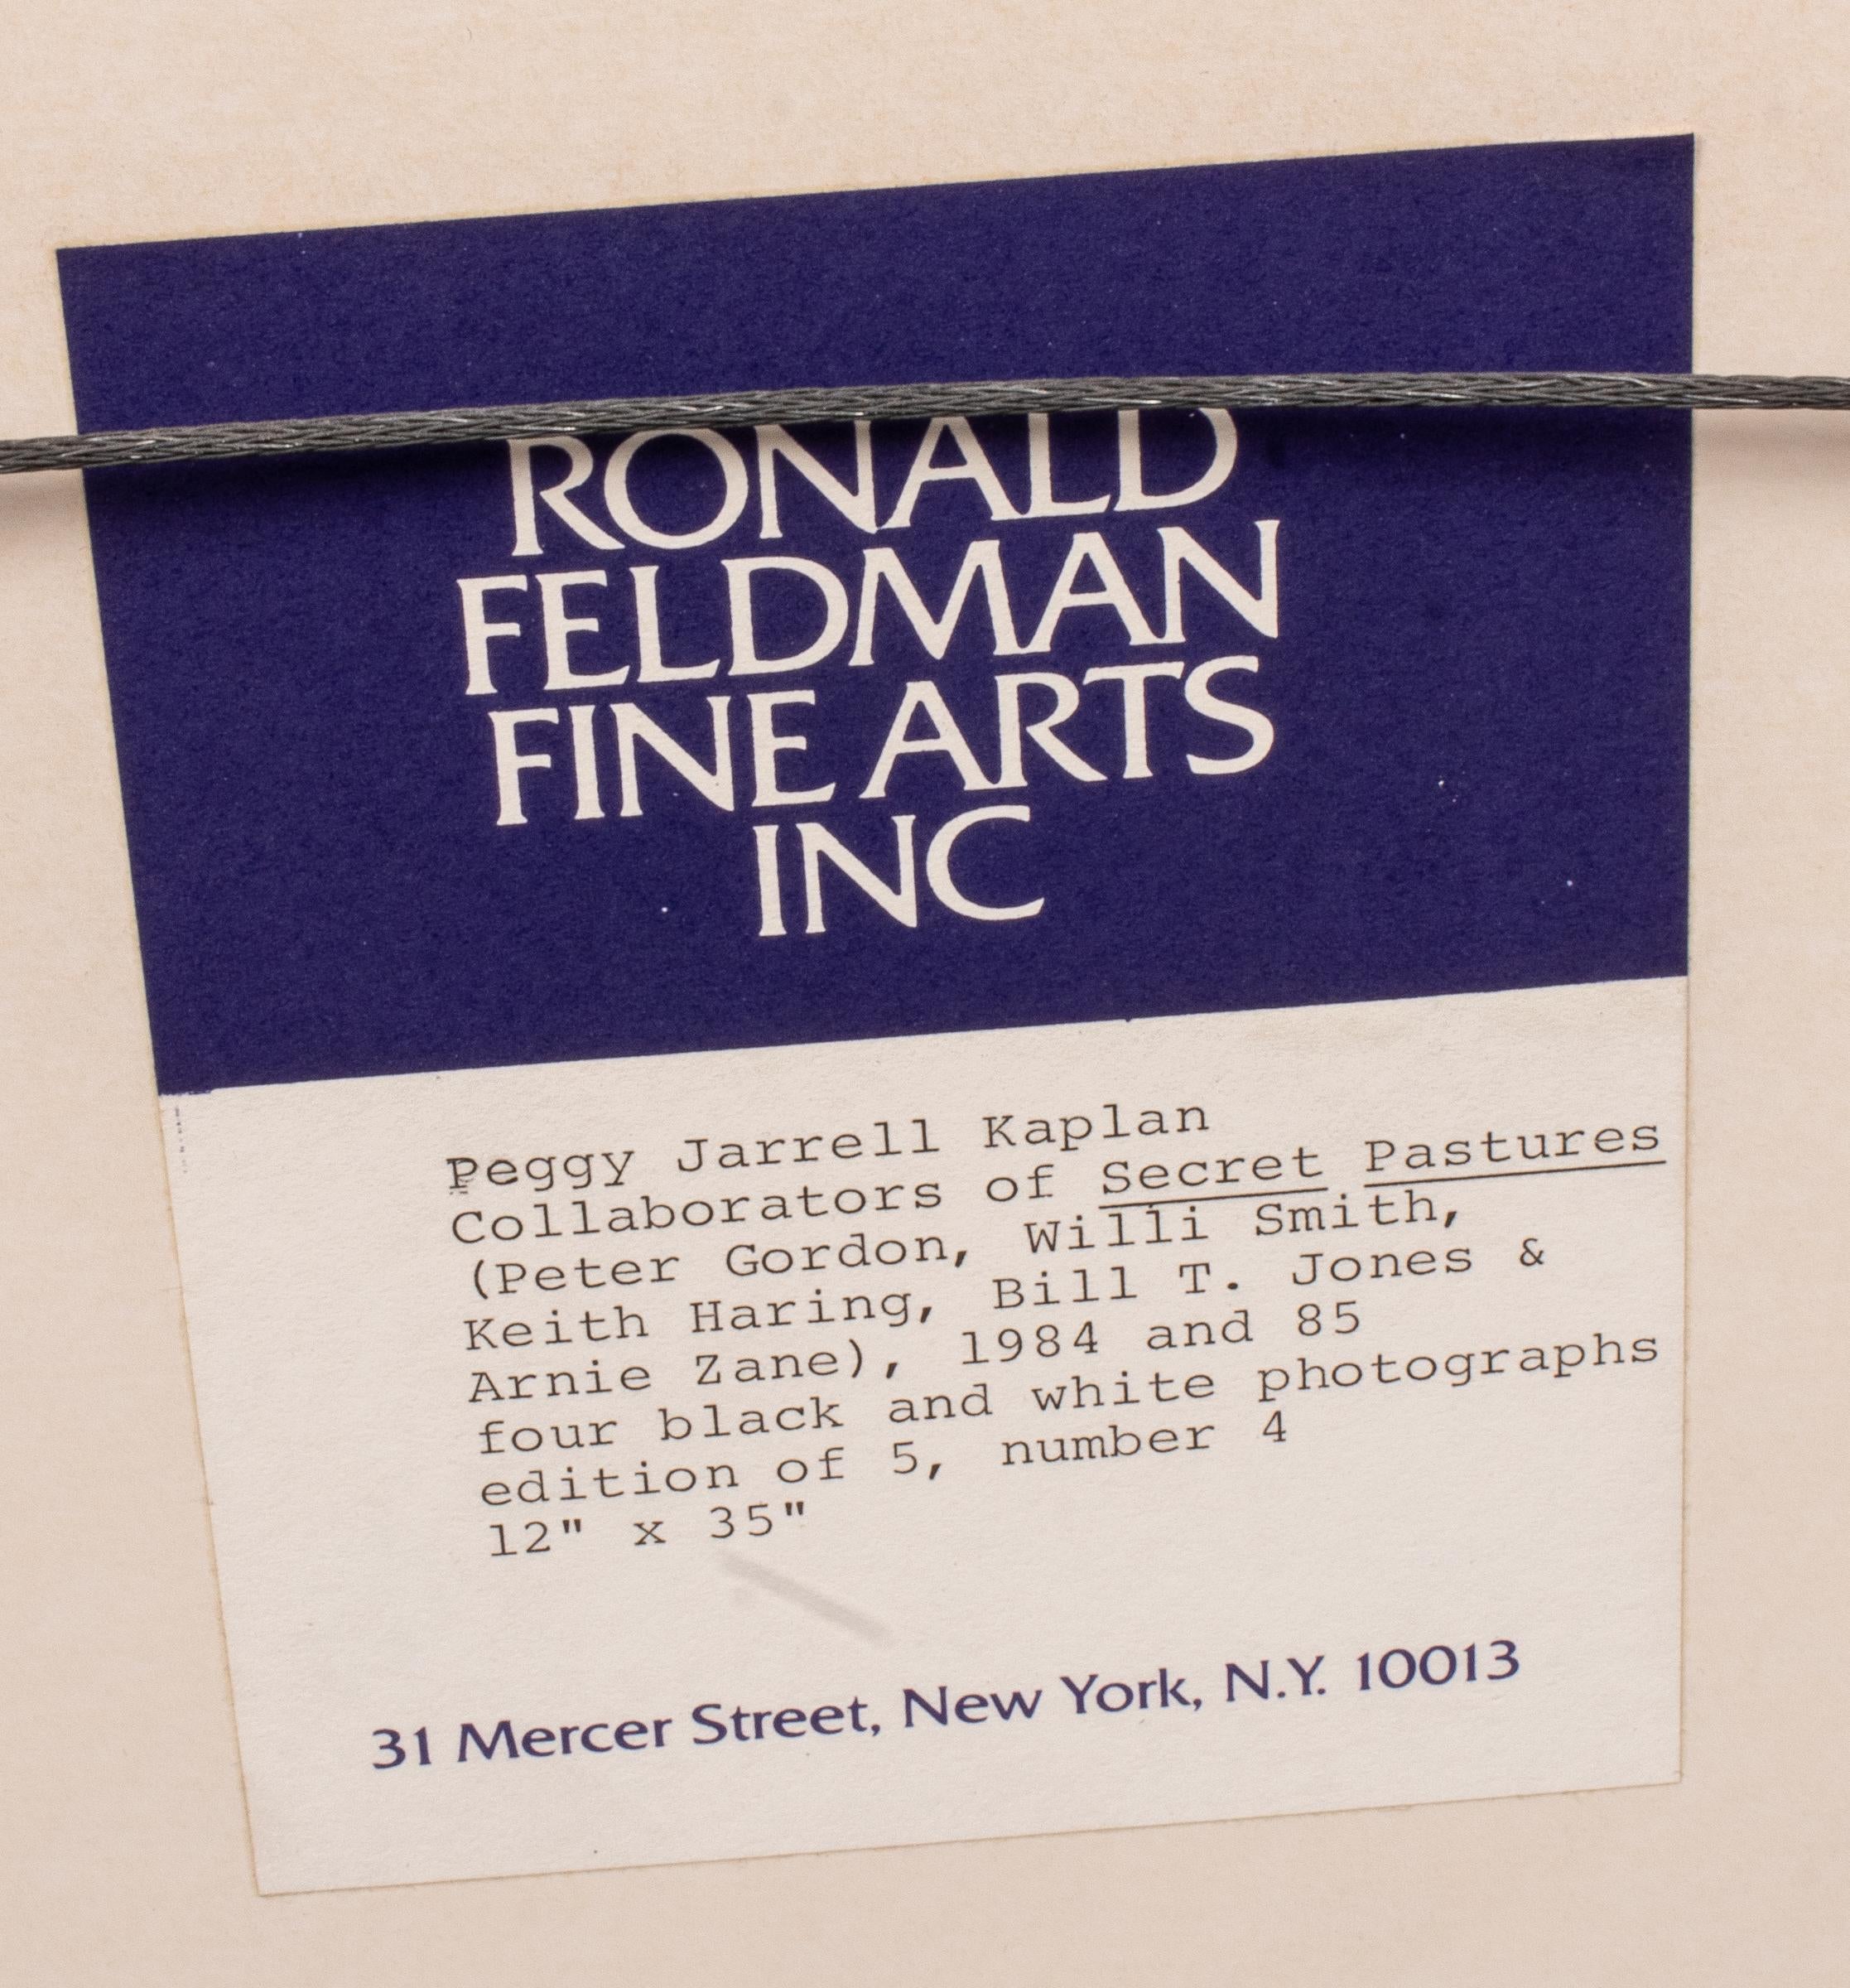 RONALD
FELDMAN
FINE ARTS
INC
Peggy Jarrell Kaplan
Collaborators of Secret Pastures
(Peter Gordon, Willi Smith,
Keith Haring, Bill T. Jones &
Arnie Zane), 1984 and 85
four black and white photographs
edition of 5, number 4
12" x 35"
31 Mercer Street, New York, N.Y. 10013